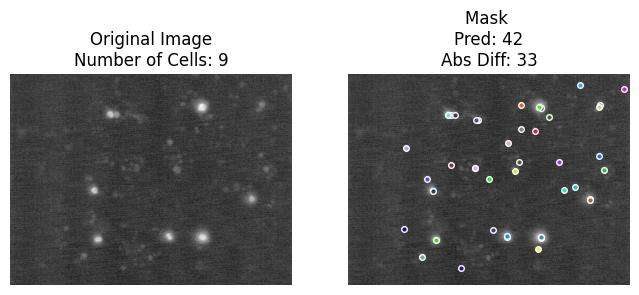 Original Image
Number of Cells: 9
Mask
Pred: 42
Abs Diff: 33